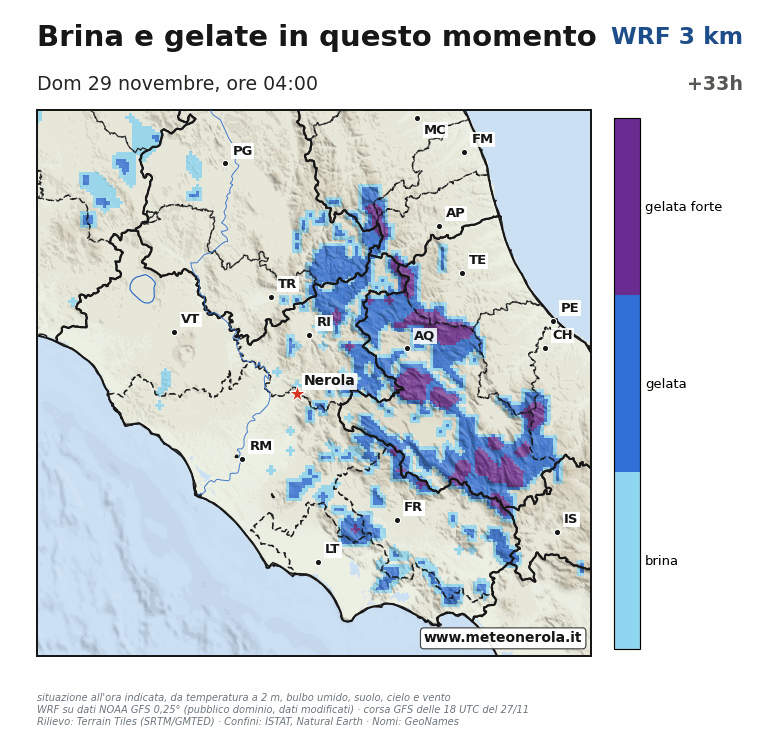 Brina e gelate in questo momento WRF 3 km
Dom 29 novembre, ore 04:00 +33h
MC
FM
PG
AP
TE
TR
PE
VT
RI
AQ
CH
Nerola
RM
FR
IS
LT
gelata forte
gelata
brina
www.meteonerola.it
situazione all'ora indicata, da temperatura a 2 m, bulbo umido, suolo, cielo e vento
WRF su dati NOAA GFS 0,25° (pubblico dominio, dati modificati) · corsa GFS delle 18 UTC del 27/11
Rilievo: Terrain Tiles (SRTM/GMTED) · Confini: ISTAT, Natural Earth · Nomi: GeoNames